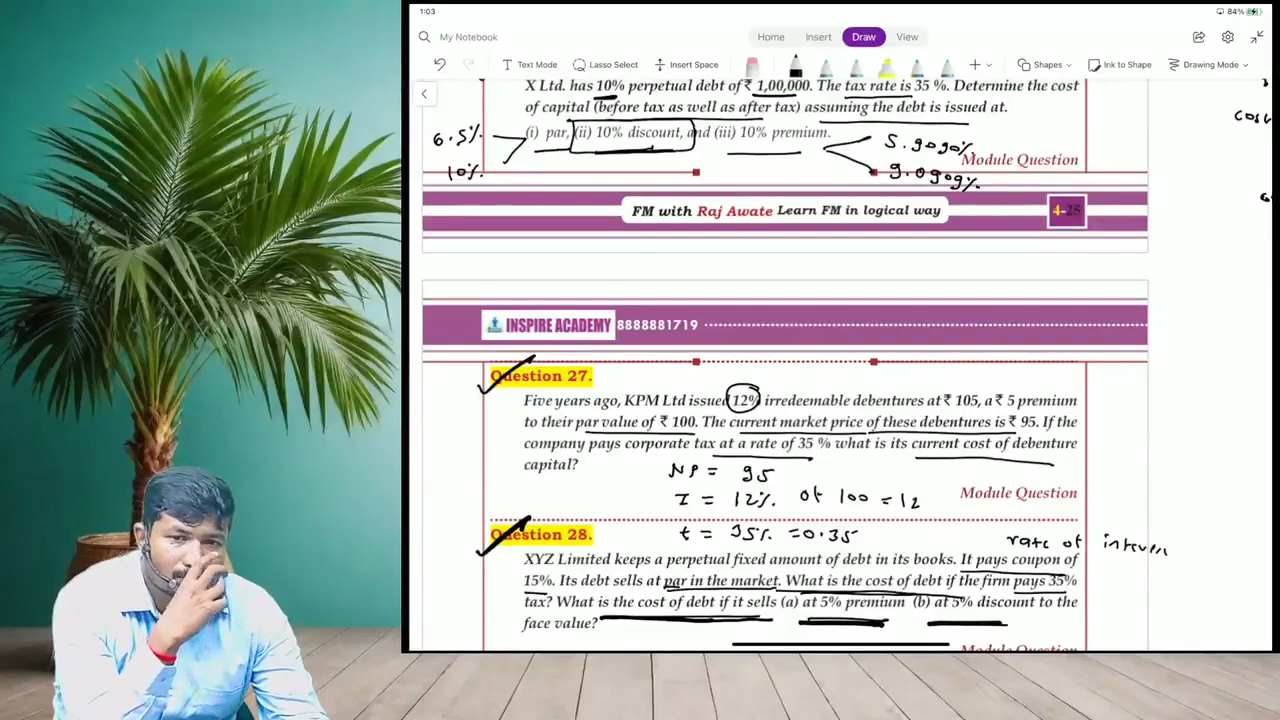 1:03
84%
My Notebook
Home Insert Draw View
Text Mode Lasso Select Insert Space Shapes Ink to Shape Drawing Mode
X Ltd. has 10% perpetual debt of ₹ 1,00,000. The tax rate is 35 %. Determine the cost
of capital (before tax as well as after tax) assuming the debt is issued at.
(i) par, (ii) 10% discount, and (iii) 10% premium.
6.5%
10%
5.9090%
9.0909%
Module Question
FM with Raj Awate Learn FM in logical way
4-25
INSPIRE ACADEMY 8888881719
Question 27.
Five years ago, KPM Ltd issued 12% irredeemable debentures at ₹ 105, a ₹ 5 premium
to their par value of ₹ 100. The current market price of these debentures is ₹ 95. If the
company pays corporate tax at a rate of 35 % what is its current cost of debenture
capital?
NP = 95
I = 12% of 100 = 12
Module Question
t = 35% = 0.35
Question 28.
rate of
XYZ Limited keeps a perpetual fixed amount of debt in its books. It pays coupon of
15%. Its debt sells at par in the market. What is the cost of debt if the firm pays 35%
tax? What is the cost of debt if it sells (a) at 5% premium (b) at 5% discount to the
face value?
Module Question